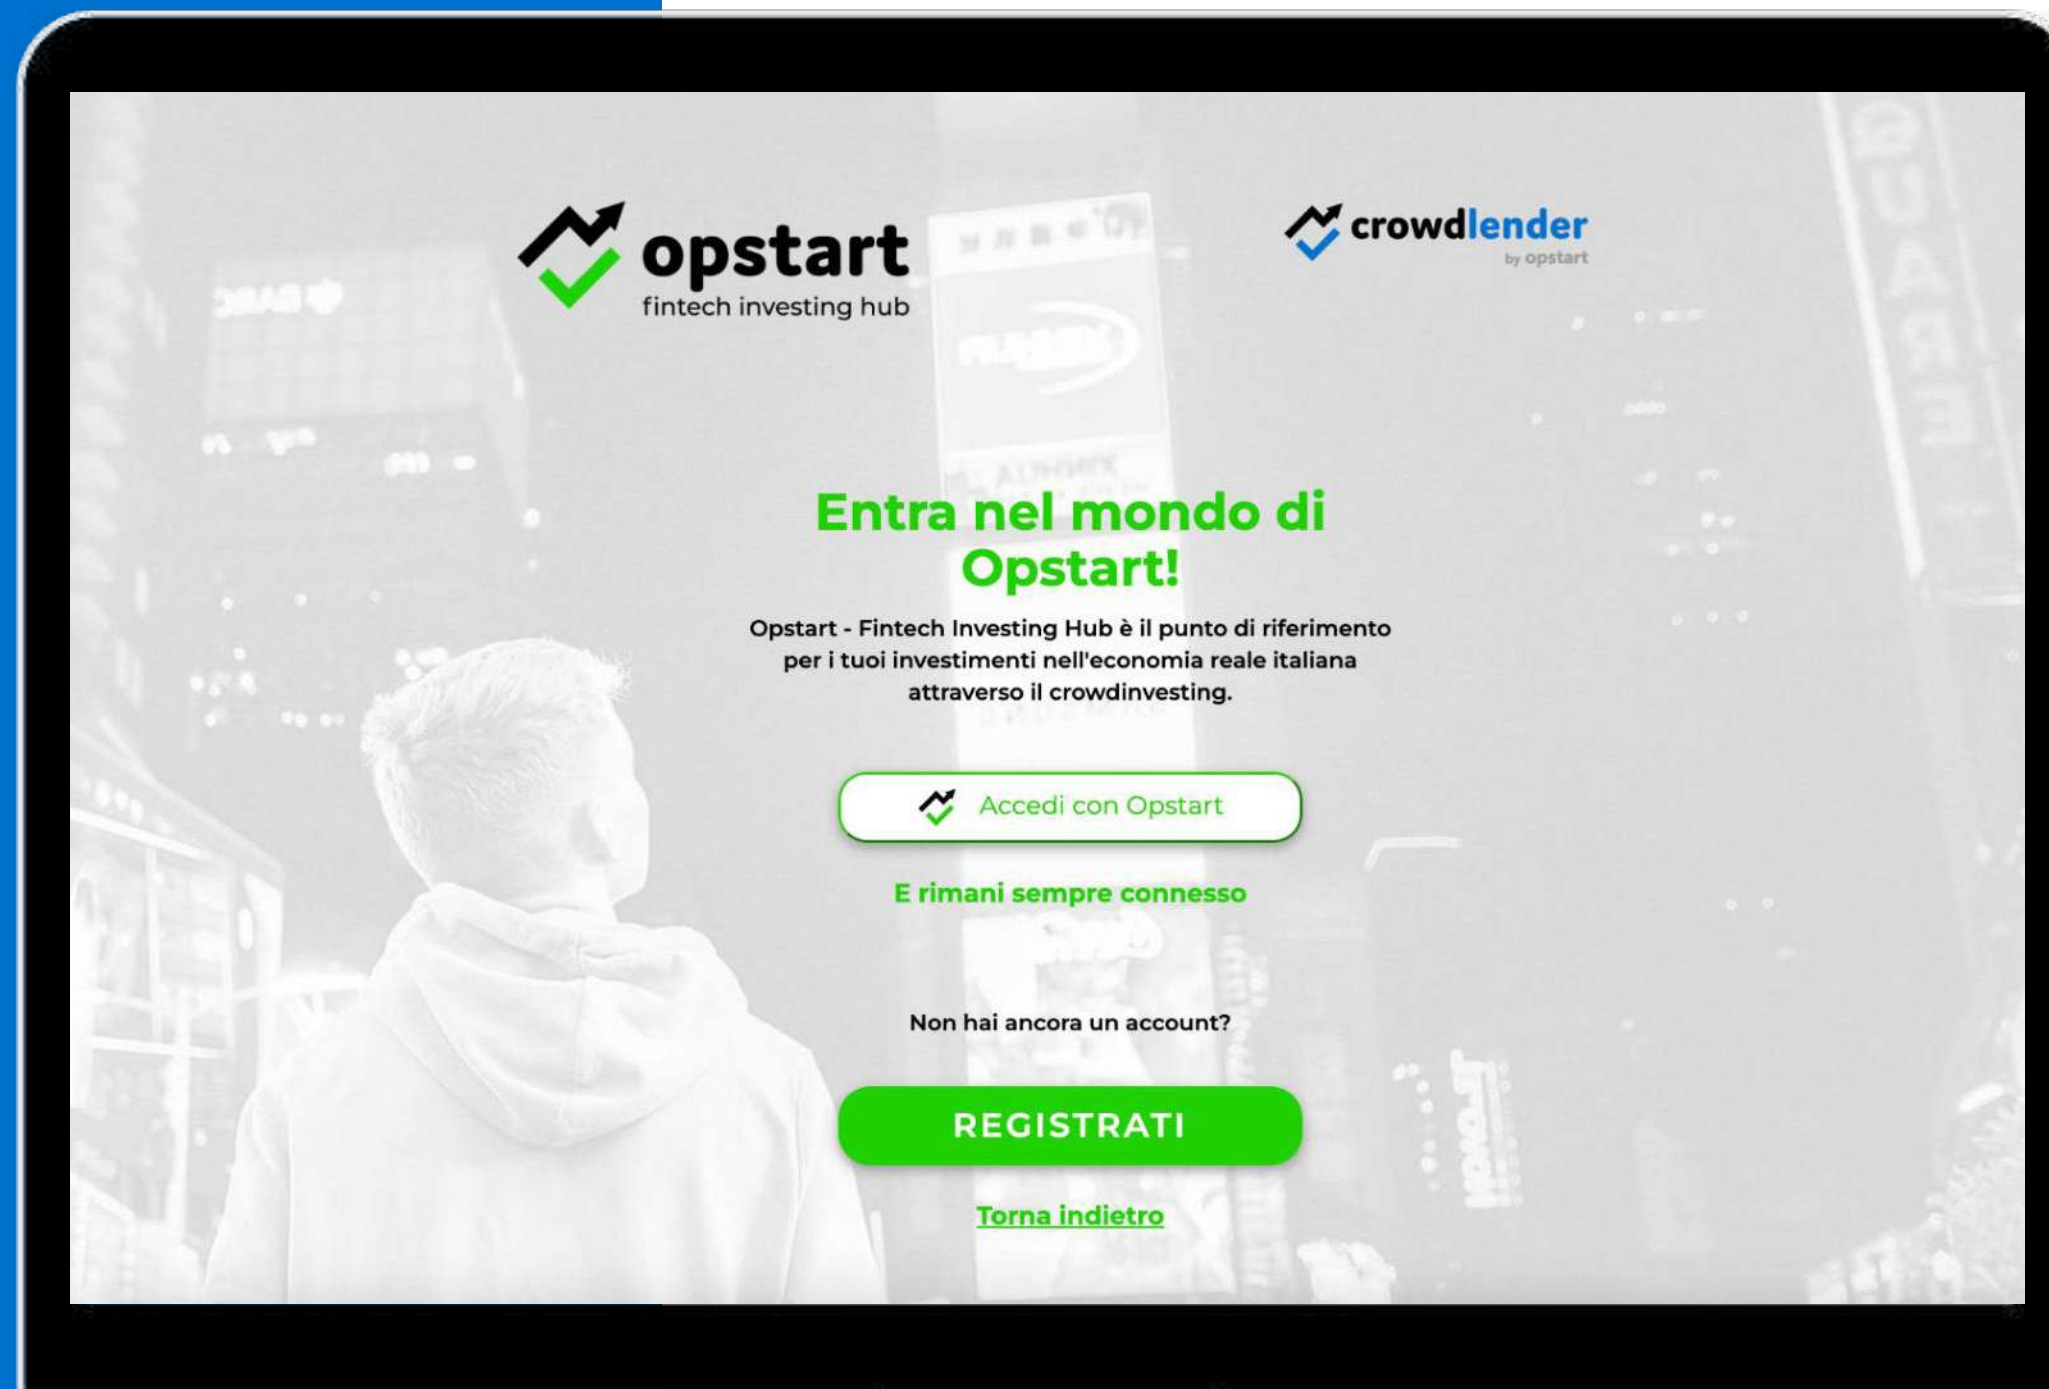 opstart
fintech investing hub
crowdlender
by opstart
Entra nel mondo di
Opstart!
Opstart - Fintech Investing Hub è il punto di riferimento
per i tuoi investimenti nell'economia reale italiana
attraverso il crowdinvesting.
Accedi con Opstart
E rimani sempre connesso
Non hai ancora un account?
REGISTRATI
Torna indietro